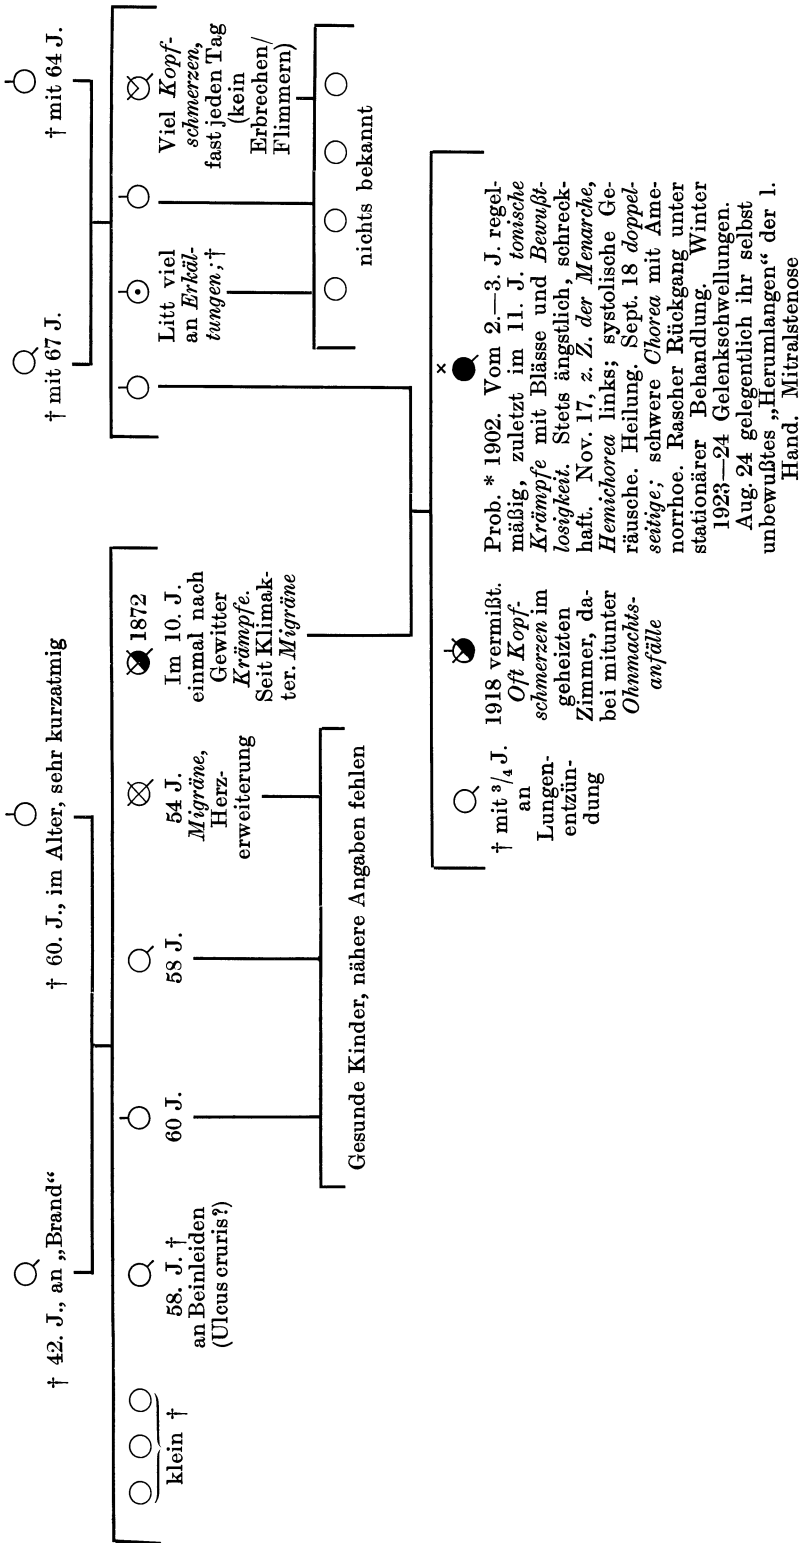 † 42. J., an „Brand“
† 60. J., im Alter, sehr kurzatmig
† mit 67 J.
† mit 64 J.
klein †
58. J. †
an Beinleiden
(Ulcus cruris?)
60 J.
58 J.
54 J.
Migräne,
Herz-
erweiterung
1872
Im 10. J.
einmal nach
Gewitter
Krämpfe.
Seit Klimak-
ter. Migräne
Litt viel
an Erkäl-
tungen; †
Viel Kopf-
schmerzen,
fast jeden Tag
(kein
Erbrechen/
Flimmern)
Gesunde Kinder, nähere Angaben fehlen
nichts bekannt
† mit ³/₄ J.
an
Lungen-
entzün-
dung
1918 vermißt.
Oft Kopf-
schmerzen im
geheizten
Zimmer, da-
bei mitunter
Ohnmachts-
anfälle
×
Prob. * 1902. Vom 2.—3. J. regel-
mäßig, zuletzt im 11. J. tonische
Krämpfe mit Blässe und Bewußt-
losigkeit. Stets ängstlich, schreck-
haft. Nov. 17, z. Z. der Menarche,
Hemichorea links; systolische Ge-
räusche. Heilung. Sept. 18 doppel-
seitige; schwere Chorea mit Ame-
norrhoe. Rascher Rückgang unter
stationärer Behandlung. Winter
1923—24 Gelenkschwellungen.
Aug. 24 gelegentlich ihr selbst
unbewußtes „Herumlangen“ der l.
Hand. Mitralstenose